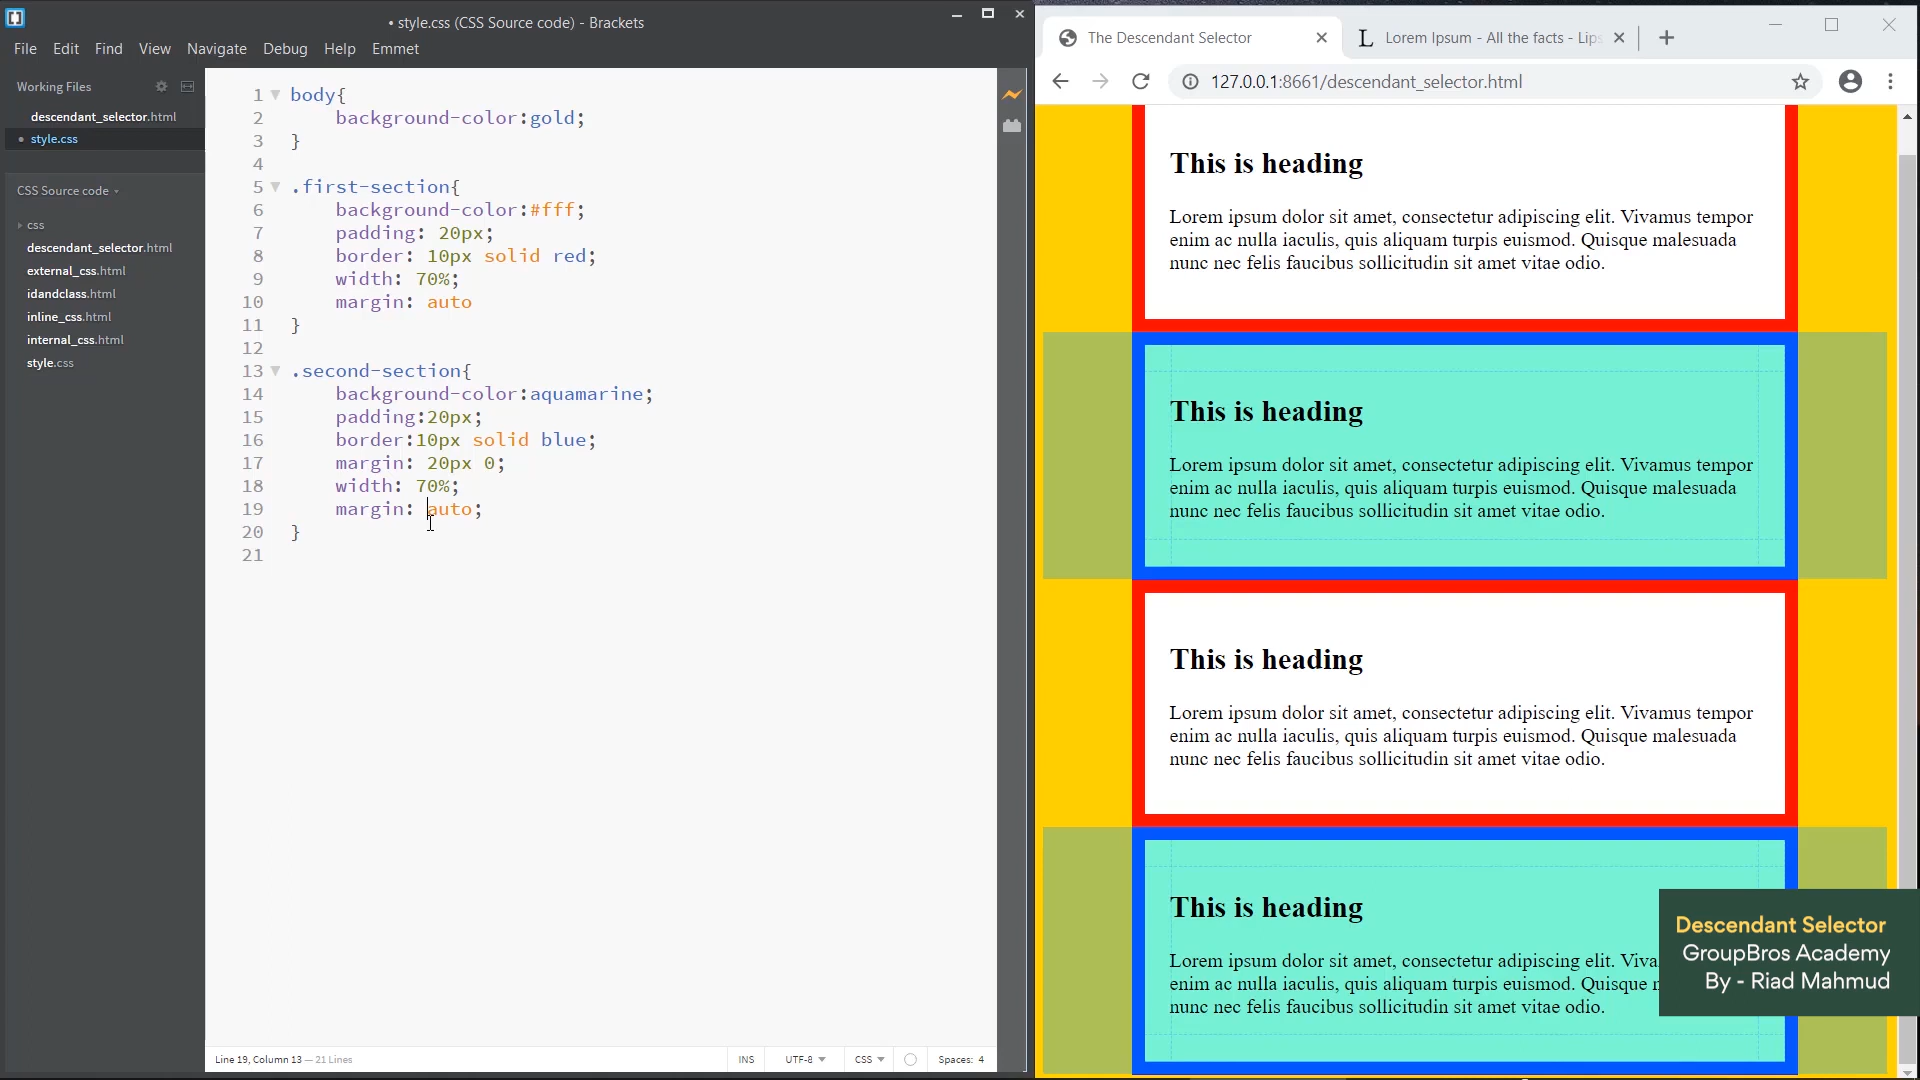 • style.css (CSS Source code) - Brackets
File Edit Find View Navigate Debug Help Emmet
Working Files
descendant_selector.html
• style.css
CSS Source code
css
descendant_selector.html
external_css.html
idandclass.html
inline_css.html
internal_css.html
style.css
1 body{
2 background-color:gold;
3 }
4
5 .first-section{
6 background-color:#fff;
7 padding: 20px;
8 border: 10px solid red;
9 width: 70%;
10 margin: auto
11 }
12
13 .second-section{
14 background-color:aquamarine;
15 padding:20px;
16 border:10px solid blue;
17 margin: 20px 0;
18 width: 70%;
19 margin: auto;
20 }
21
Line 19, Column 13 — 21 Lines
INS UTF-8 CSS Spaces: 4
The Descendant Selector
L Lorem Ipsum - All the facts - Lips
127.0.0.1:8661/descendant_selector.html
This is heading
Lorem ipsum dolor sit amet, consectetur adipiscing elit. Vivamus tempor
enim ac nulla iaculis, quis aliquam turpis euismod. Quisque malesuada
nunc nec felis faucibus sollicitudin sit amet vitae odio.
This is heading
Lorem ipsum dolor sit amet, consectetur adipiscing elit. Vivamus tempor
enim ac nulla iaculis, quis aliquam turpis euismod. Quisque malesuada
nunc nec felis faucibus sollicitudin sit amet vitae odio.
This is heading
Lorem ipsum dolor sit amet, consectetur adipiscing elit. Vivamus tempor
enim ac nulla iaculis, quis aliquam turpis euismod. Quisque malesuada
nunc nec felis faucibus sollicitudin sit amet vitae odio.
This is heading
Lorem ipsum dolor sit amet, consectetur adipiscing elit. Viva
enim ac nulla iaculis, quis aliquam turpis euismod. Quisque
nunc nec felis faucibus sollicitudin sit amet vitae odio.
Descendant Selector
GroupBros Academy
By - Riad Mahmud